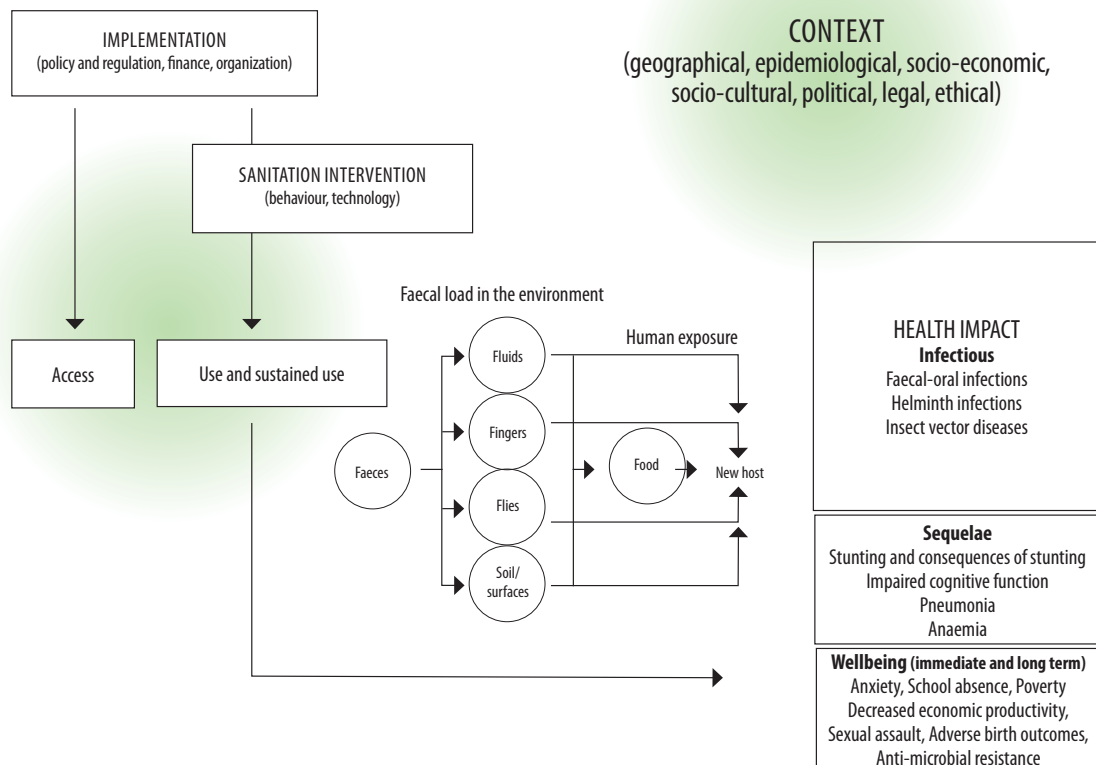 IMPLEMENTATION
(policy and regulation, finance, organization)
CONTEXT
(geographical, epidemiological, socio-economic,
socio-cultural, political, legal, ethical)
SANITATION INTERVENTION
(behaviour, technology)
Access
Use and sustained use
Faecal load in the environment
Faeces
Fluids
Fingers
Flies
Soil/
surfaces
Human exposure
Food
New host
HEALTH IMPACT
Infectious
Faecal-oral infections
Helminth infections
Insect vector diseases
Sequelae
Stunting and consequences of stunting
Impaired cognitive function
Pneumonia
Anaemia
Wellbeing (immediate and long term)
Anxiety, School absence, Poverty
Decreased economic productivity,
Sexual assault, Adverse birth outcomes,
Anti-microbial resistance